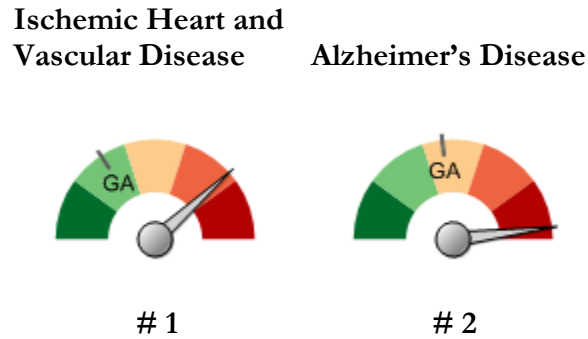 Ischemic Heart and
Vascular Disease
Alzheimer’s Disease
GA
GA
# 1
# 2